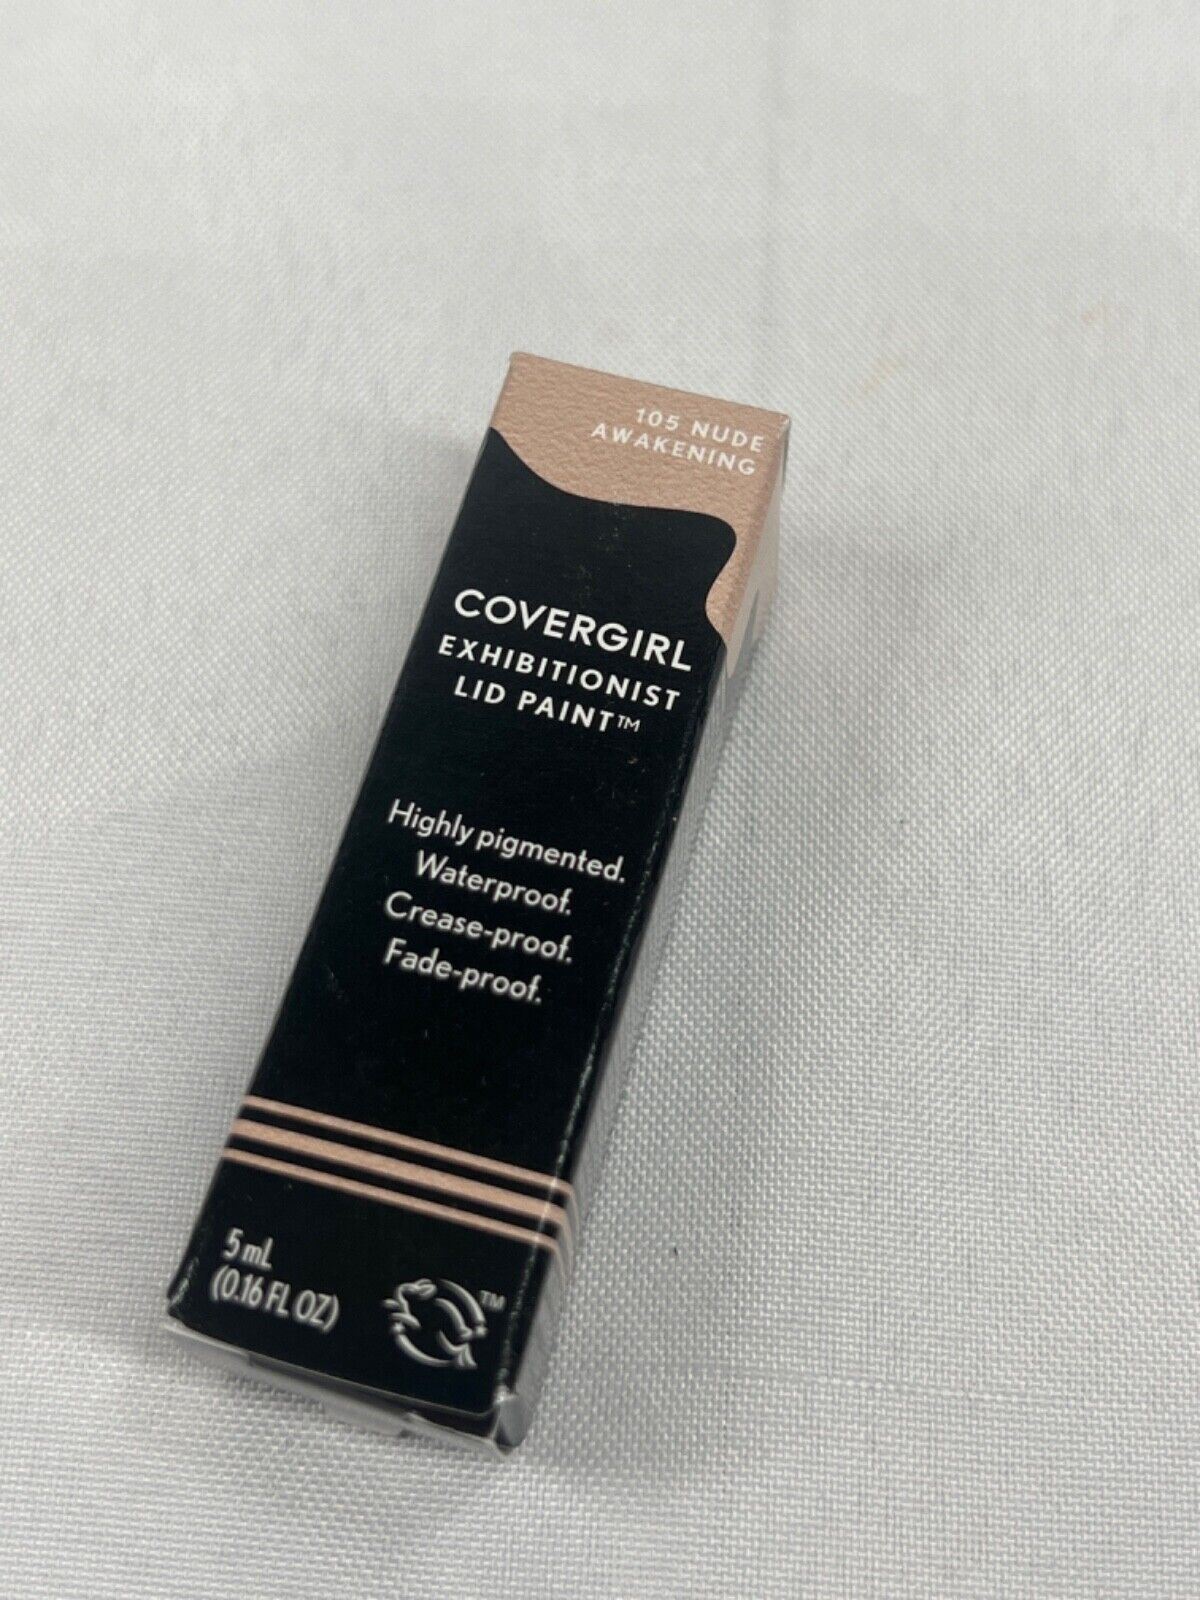 105 NUDE
AWAKENING
COVERGIRL
EXHIBITIONIST
LID PAINT™
Highly pigmented.
Waterproof.
Crease-proof.
Fade-proof.
5 mL
(0.16 FL OZ)
TM